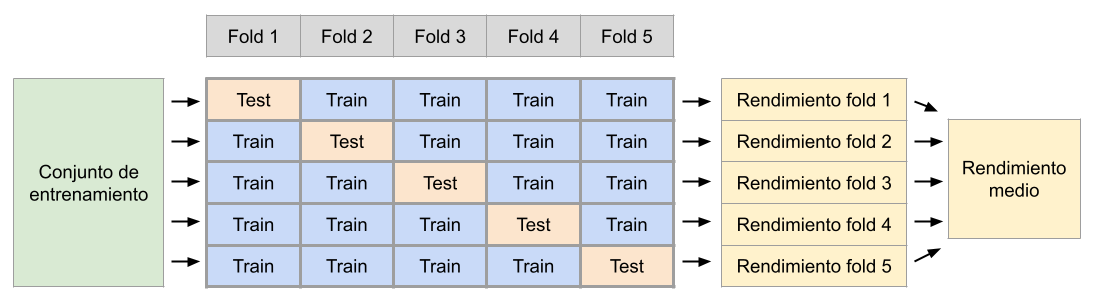 Fold 1 Fold 2 Fold 3 Fold 4 Fold 5
Conjunto de
entrenamiento
Test Train Train Train Train
Train Test Train Train Train
Train Train Test Train Train
Train Train Train Test Train
Train Train Train Train Test
Rendimiento fold 1
Rendimiento fold 2
Rendimiento fold 3
Rendimiento fold 4
Rendimiento fold 5
Rendimiento
medio